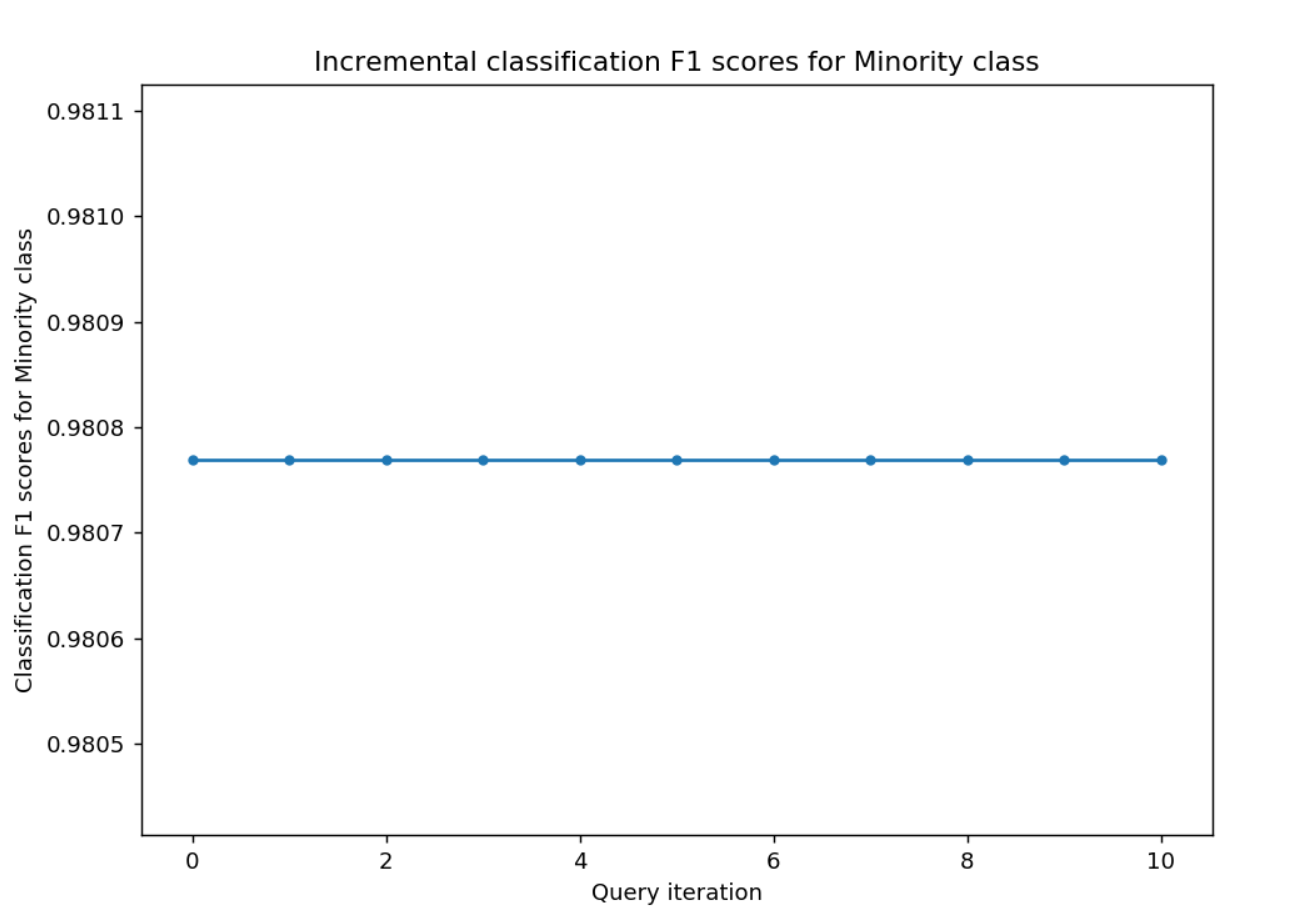 Incremental classification F1 scores for Minority class
Classification F1 scores for Minority class
0.9811
0.9810
0.9809
0.9808
0.9807
0.9806
0.9805
0 2 4 6 8 10
Query iteration